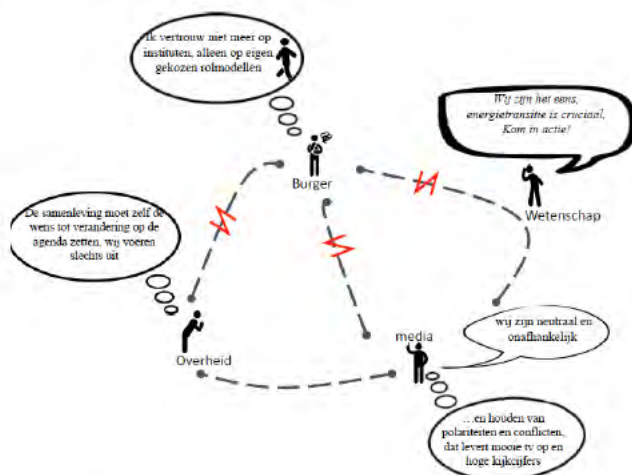 Ik vertrouw niet meer op
instituten, alleen op eigen
gekozen rolmodellen
Wij zijn het eens,
energietransitie is cruciaal,
Kom in actie!
Burger
Wetenschap
De samenleving moet zelf de
wens tot verandering op de
agenda zetten, wij voeren
slechts uit
Overheid
media
wij zijn neutraal en
onafhankelijk
…en houden van
polariteiten en conflicten,
dat levert mooie tv op en
hoge kijkcijfers